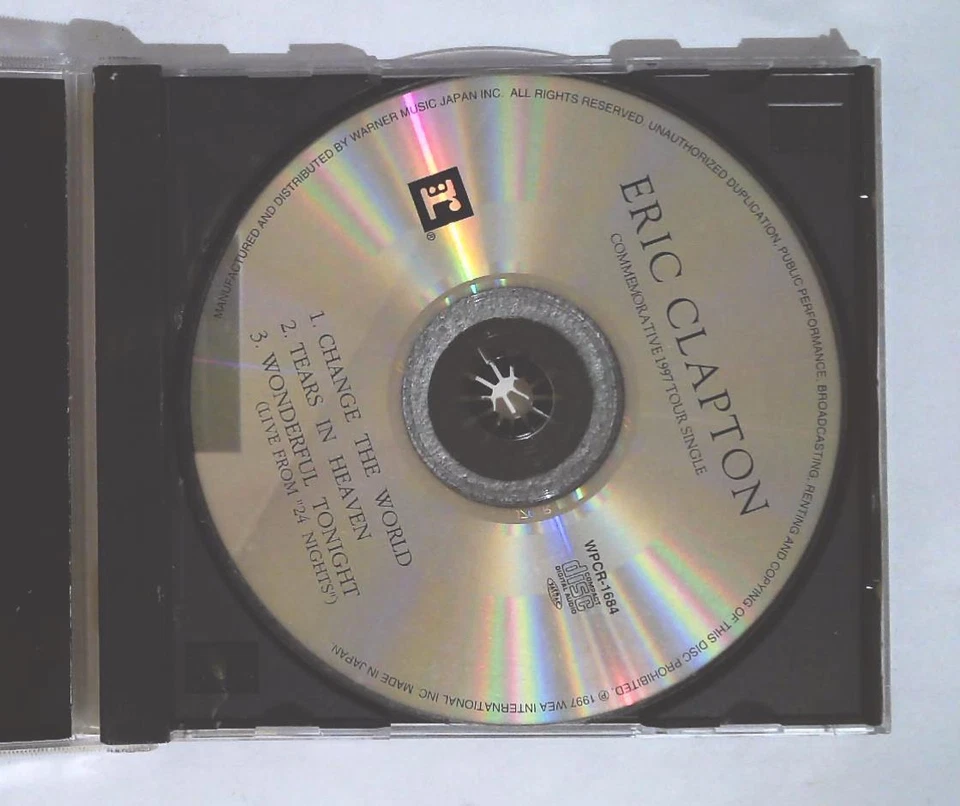 ERIC CLAPTON
COMMEMORATIVE 1997 TOUR SINGLE
r
®
WPCR-1684
COMPACT
disc
DIGITAL AUDIO
1. CHANGE THE WORLD
2. TEARS IN HEAVEN
3. WONDERFUL TONIGHT
(LIVE FROM "24 NIGHTS")
MANUFACTURED AND DISTRIBUTED BY WARNER MUSIC JAPAN INC. ALL RIGHTS RESERVED. UNAUTHORIZED DUPLICATION, PUBLIC PERFORMANCE, BROADCASTING, RENTING AND COPYING OF THIS DISC PROHIBITED. ℗ 1997 WEA INTERNATIONAL INC. MADE IN JAPAN